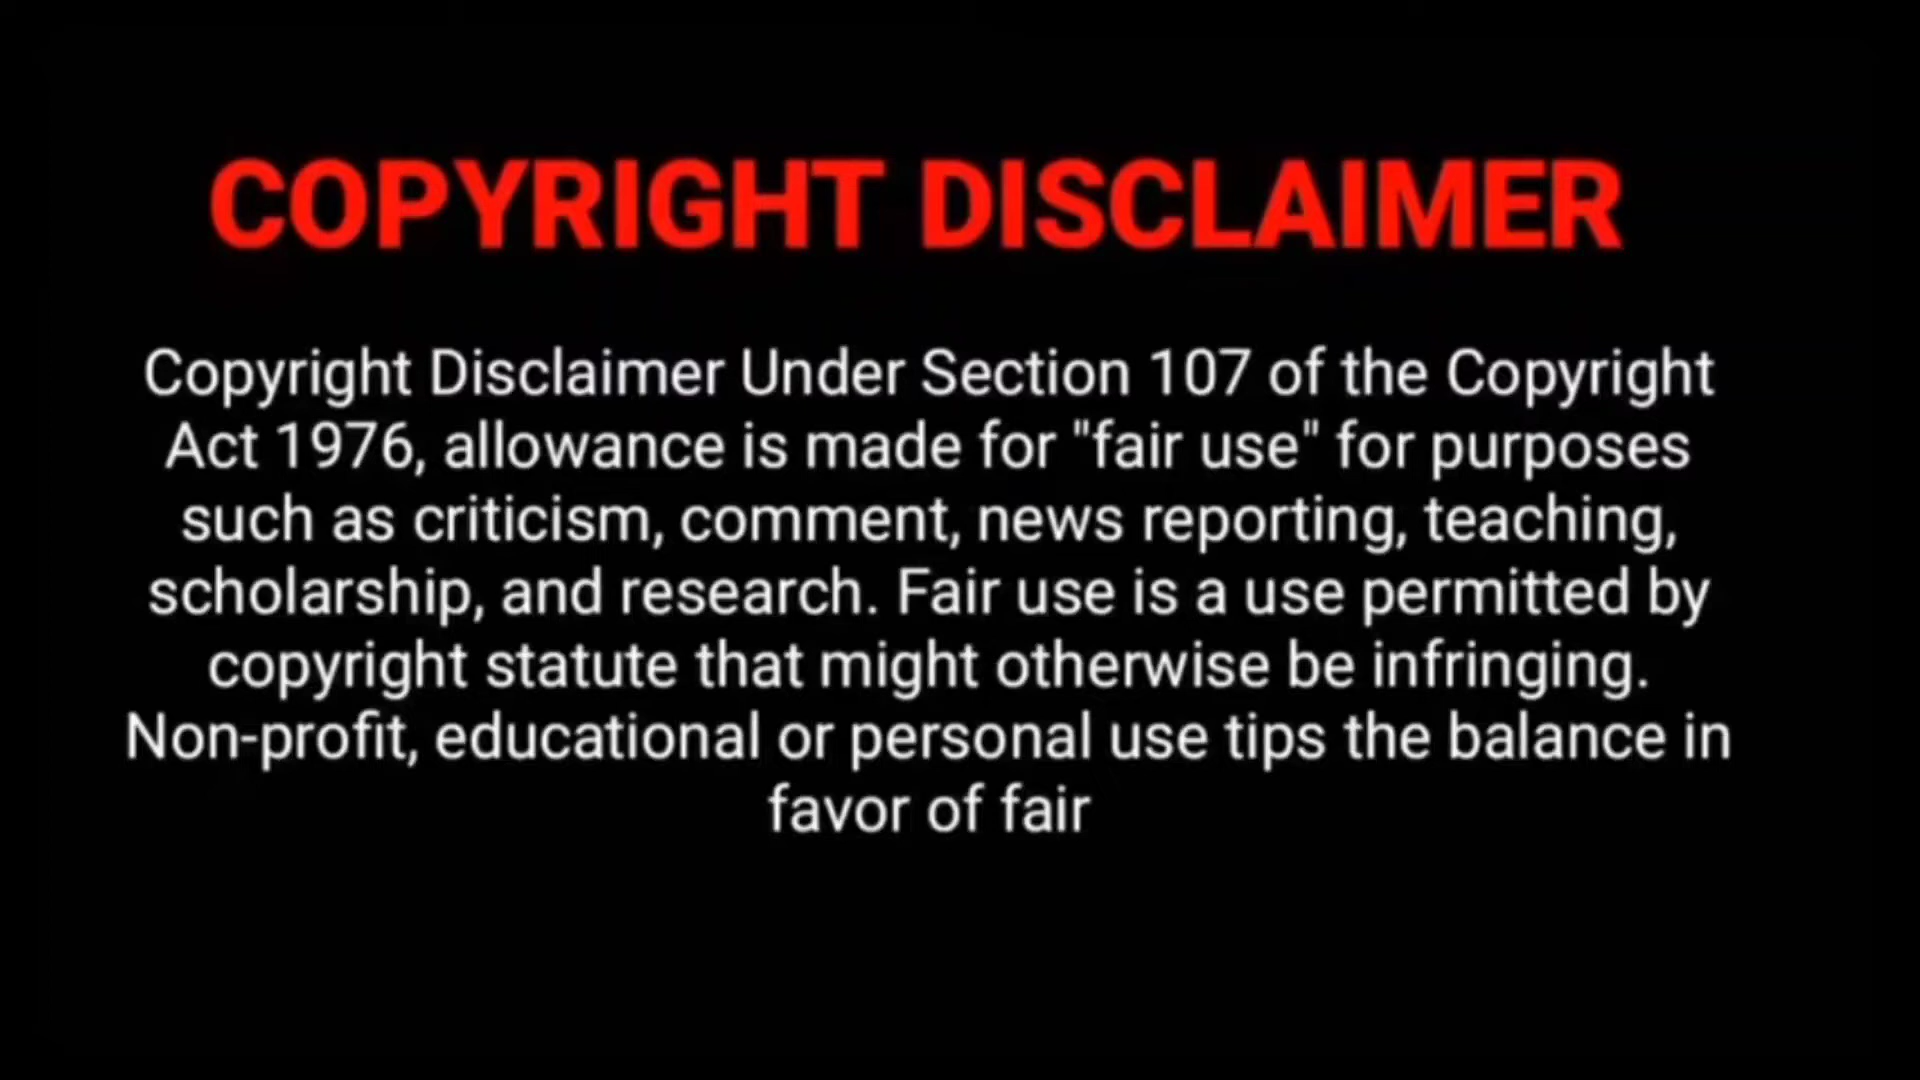 COPYRIGHT DISCLAIMER
Copyright Disclaimer Under Section 107 of the Copyright
Act 1976, allowance is made for "fair use" for purposes
such as criticism, comment, news reporting, teaching,
scholarship, and research. Fair use is a use permitted by
copyright statute that might otherwise be infringing.
Non-profit, educational or personal use tips the balance in
favor of fair